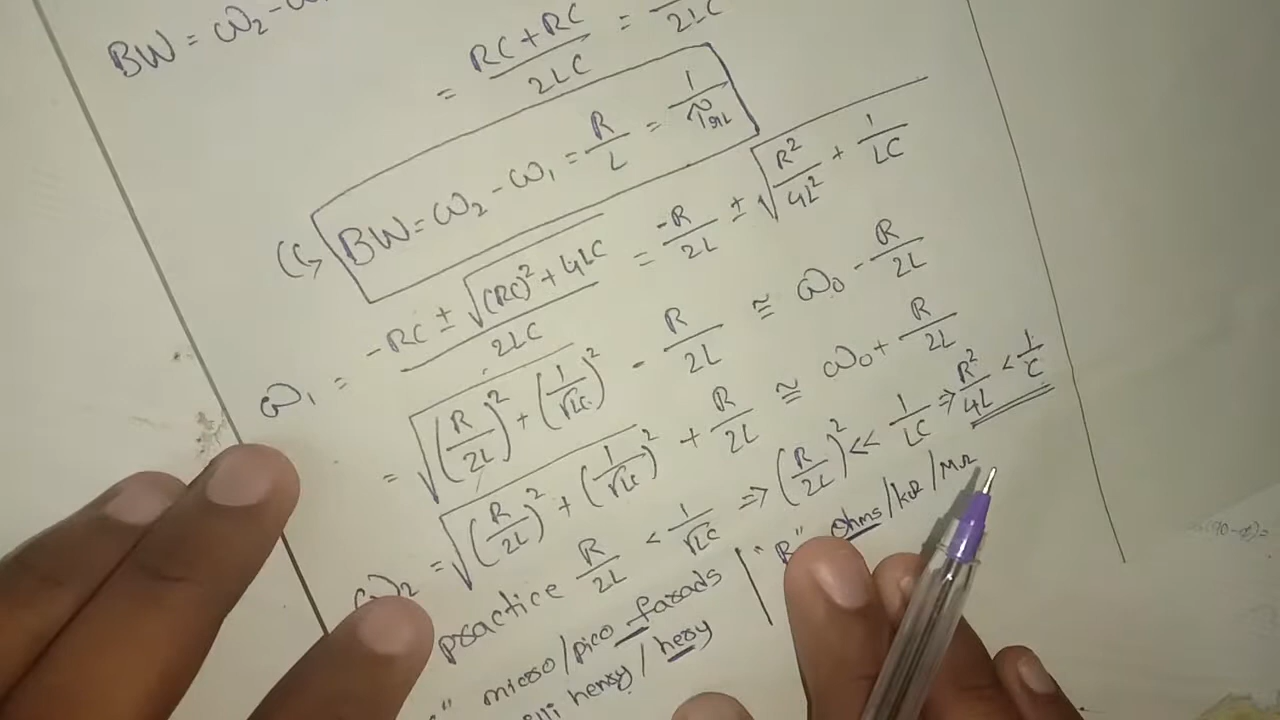 BW = ω₂ - ω₁
= RC + RC / 2LC = / 2LC
BW = ω₂ - ω₁ = R/L = 1/τRL
ω₁ = -RC ± √((RC)² + 4LC) / 2LC = -R/2L ± √(R²/4L² + 1/LC)
= √((R/2L)² + (1/√LC)²) - R/2L ≅ ω₀ - R/2L
ω₂ = √((R/2L)² + (1/√LC)²) + R/2L ≅ ω₀ + R/2L
practice R/2L < 1/√LC ⇒ (R/2L)² << 1/LC ⇒ R²/4L < 1/C
" micro/pico farads | "R" ohms/kΩ/MΩ
henry/henry